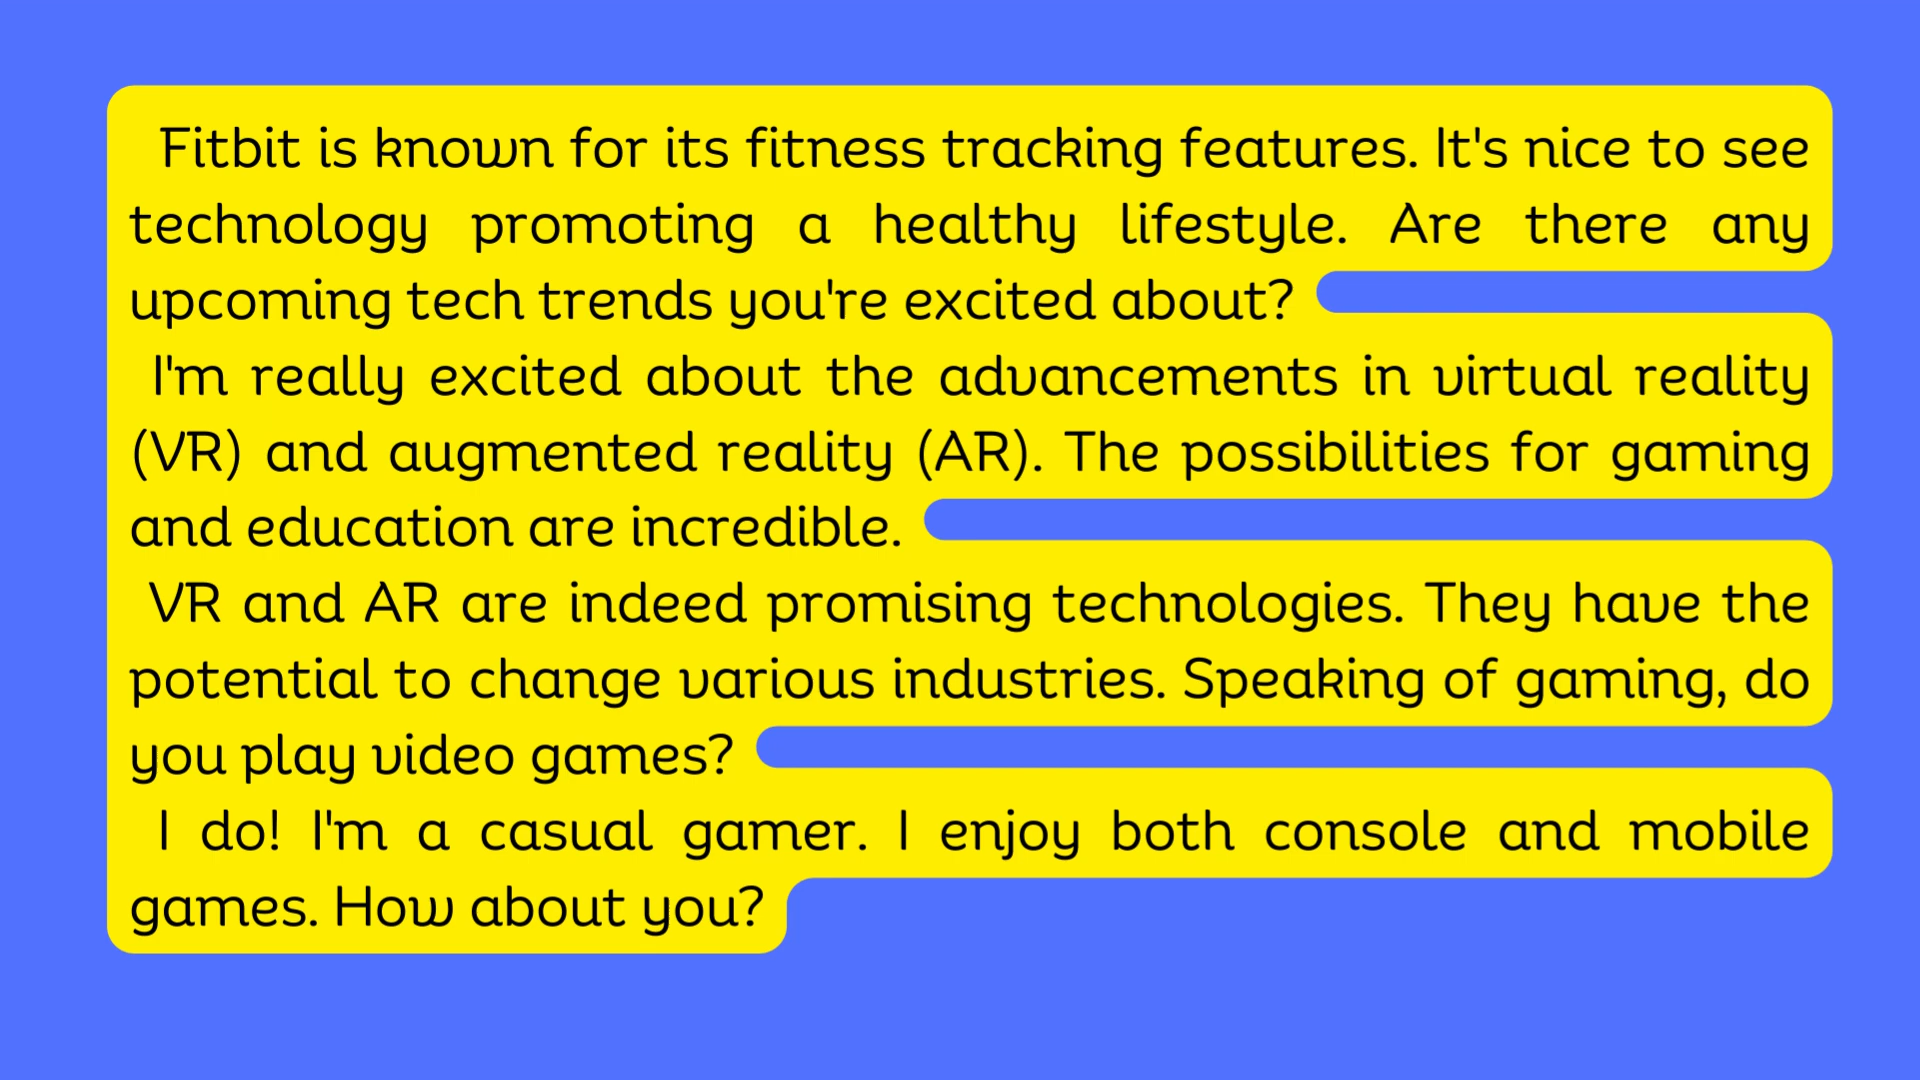 Fitbit is known for its fitness tracking features. It's nice to see
technology promoting a healthy lifestyle. Are there any
upcoming tech trends you're excited about?
I'm really excited about the advancements in virtual reality
(VR) and augmented reality (AR). The possibilities for gaming
and education are incredible.
VR and AR are indeed promising technologies. They have the
potential to change various industries. Speaking of gaming, do
you play video games?
I do! I'm a casual gamer. I enjoy both console and mobile
games. How about you?